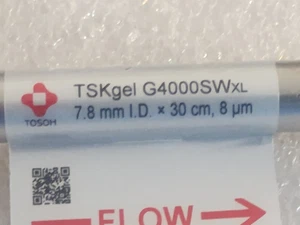 TSKgel G4000SWXL
7.8 mm I.D. × 30 cm, 8 µm
TOSOH
FLOW